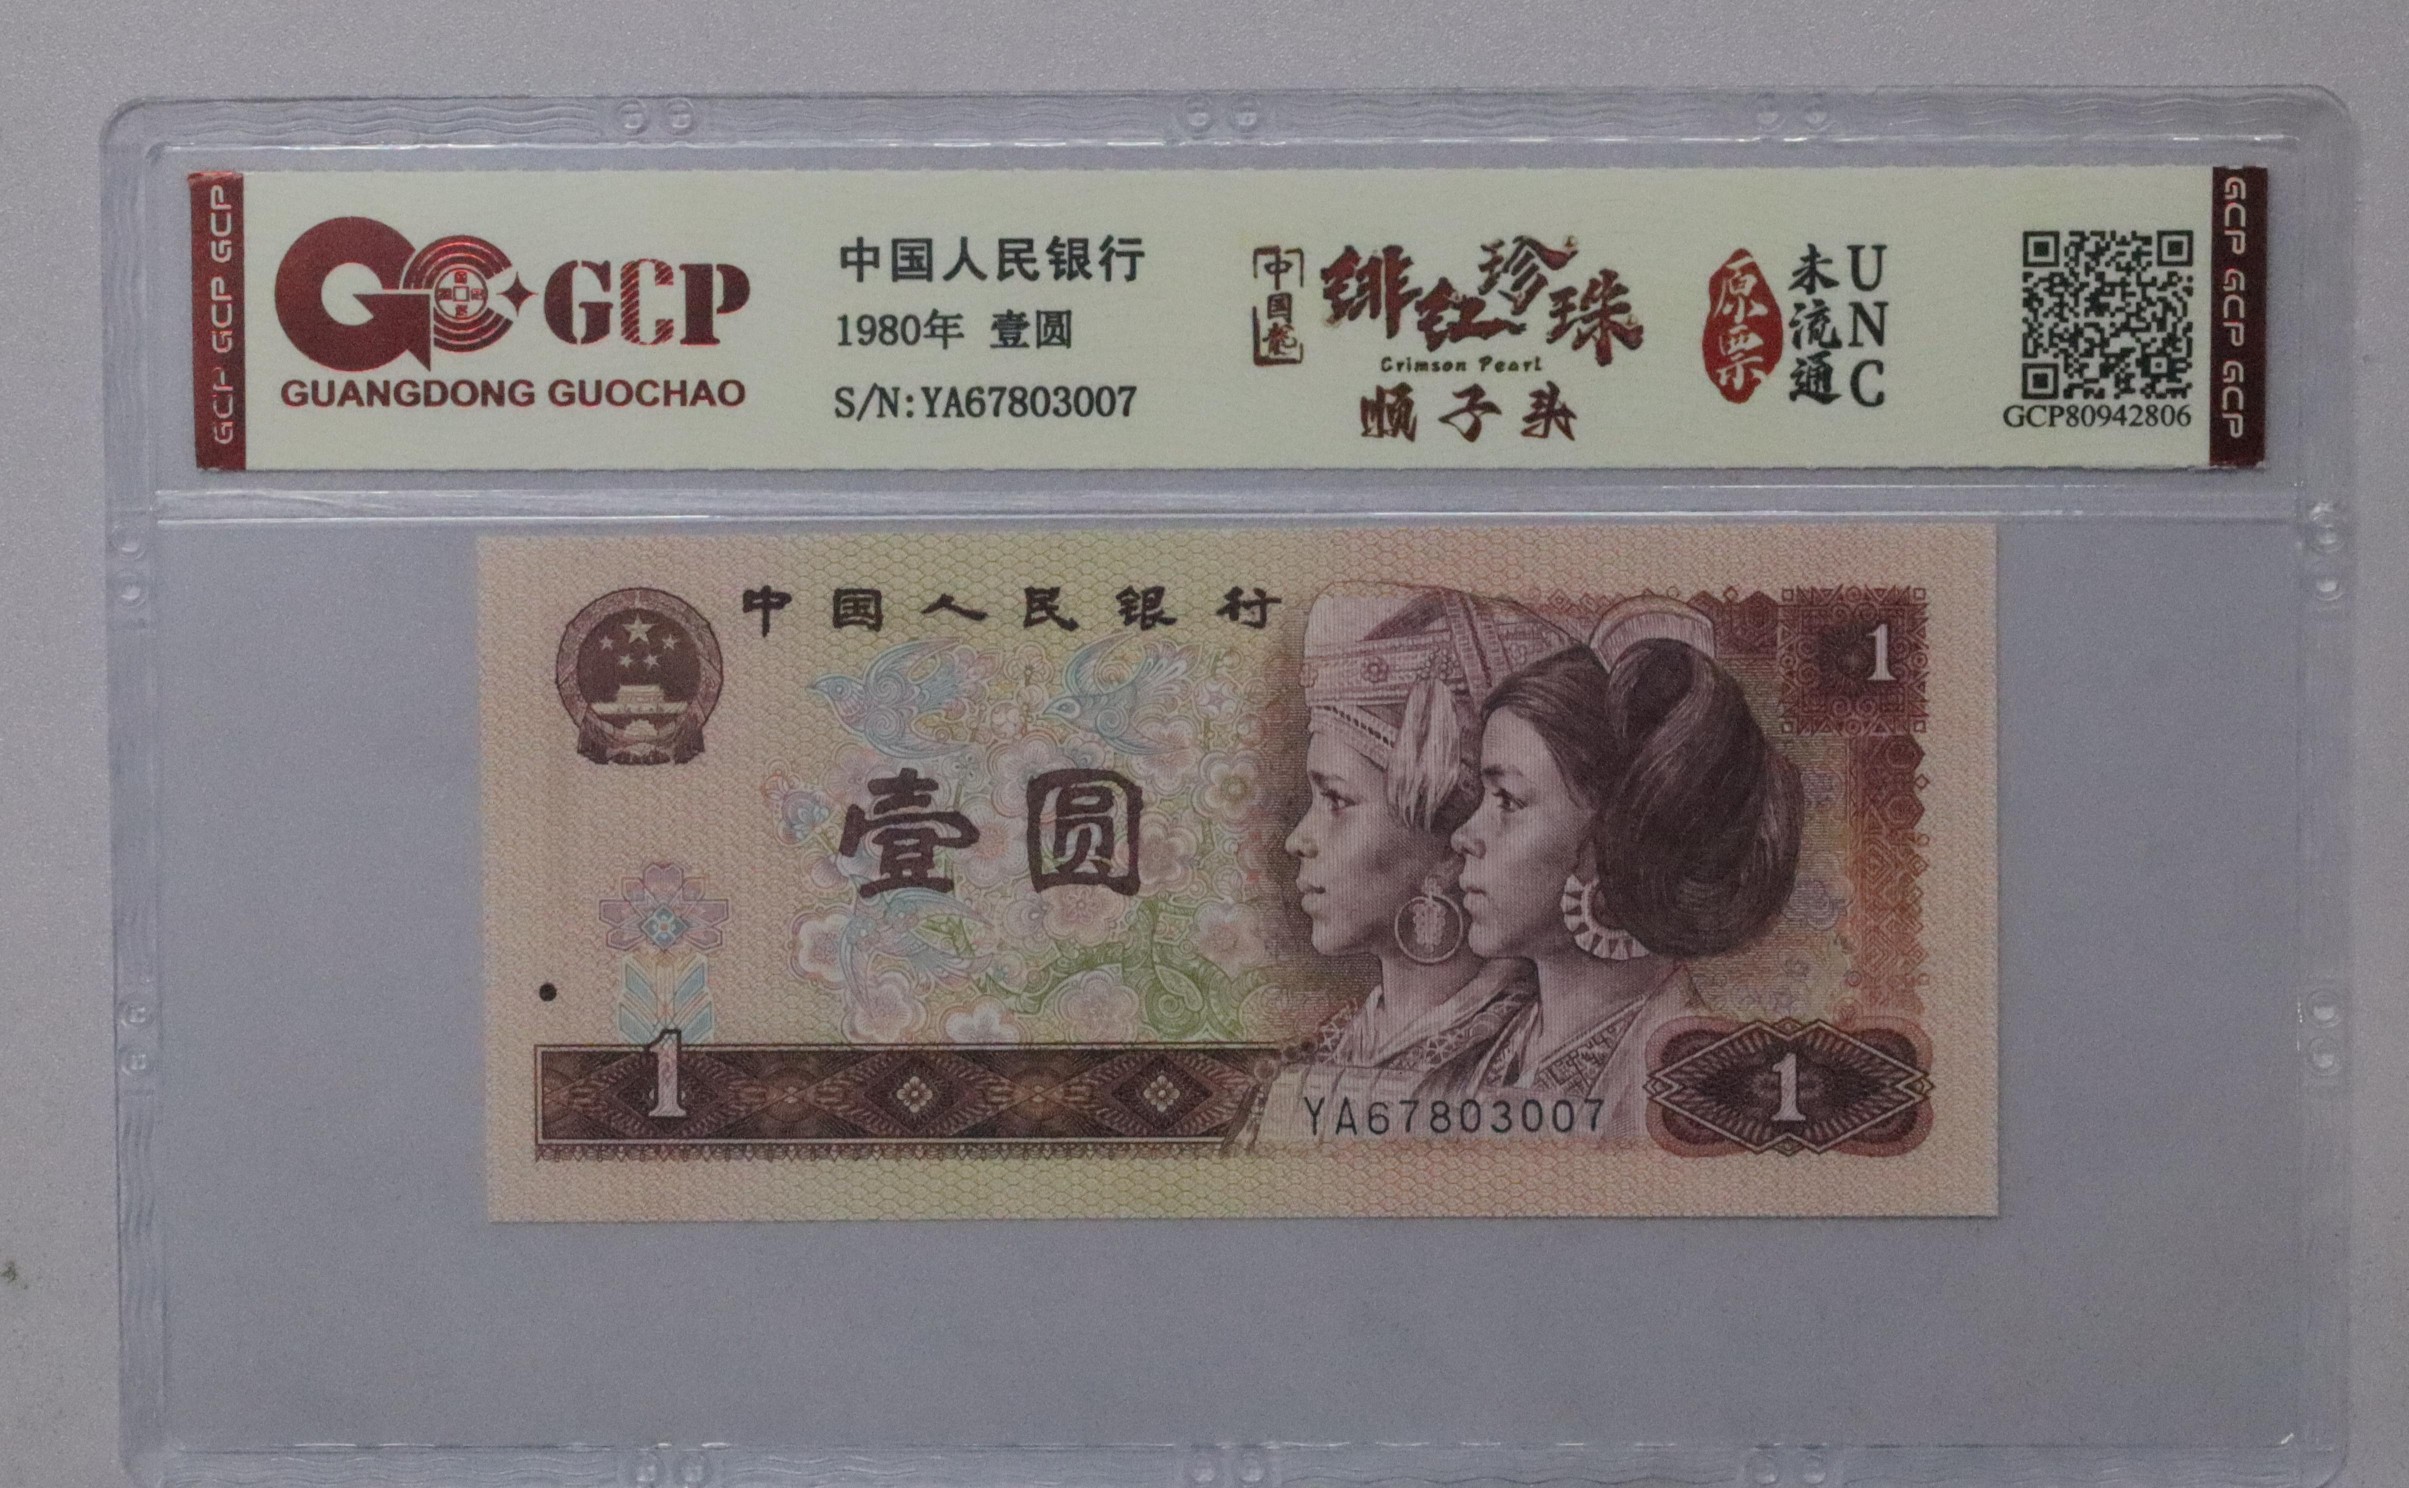 GCP GCP GCP
GCP
GUANGDONG GUOCHAO
中国人民银行
1980年 壹圆
S/N:YA67803007
中国龍
绯红珍珠
Crimson Pearl
顺子头
原票
未流通
UNC
GCP80942806
GCP GCP GCP
中国人民银行
1
壹圆
1
YA67803007
1